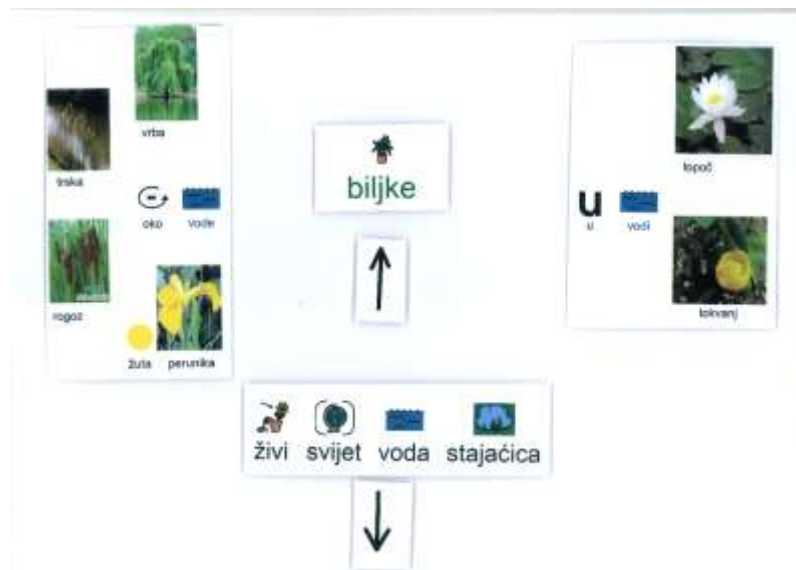 vrba
trska
oko vode
rogoz
žuta perunika
biljke
lopoč
u
u vodi
lokvanj
živi svijet voda stajaćica